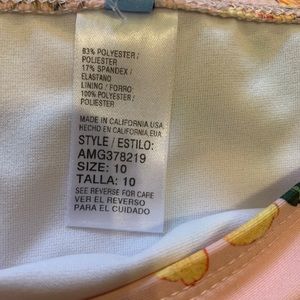 83% POLYESTER /
POLIESTER
17% SPANDEX /
ELASTANO
LINING / FORRO
100% POLYESTER /
POLIESTER
MADE IN CALIFORNIA USA
HECHO EN CALIFORNIA, EUA
STYLE / ESTILO:
AMG378219
SIZE: 10
TALLA: 10
SEE REVERSE FOR CARE
VER EL REVERSO
PARA EL CUIDADO